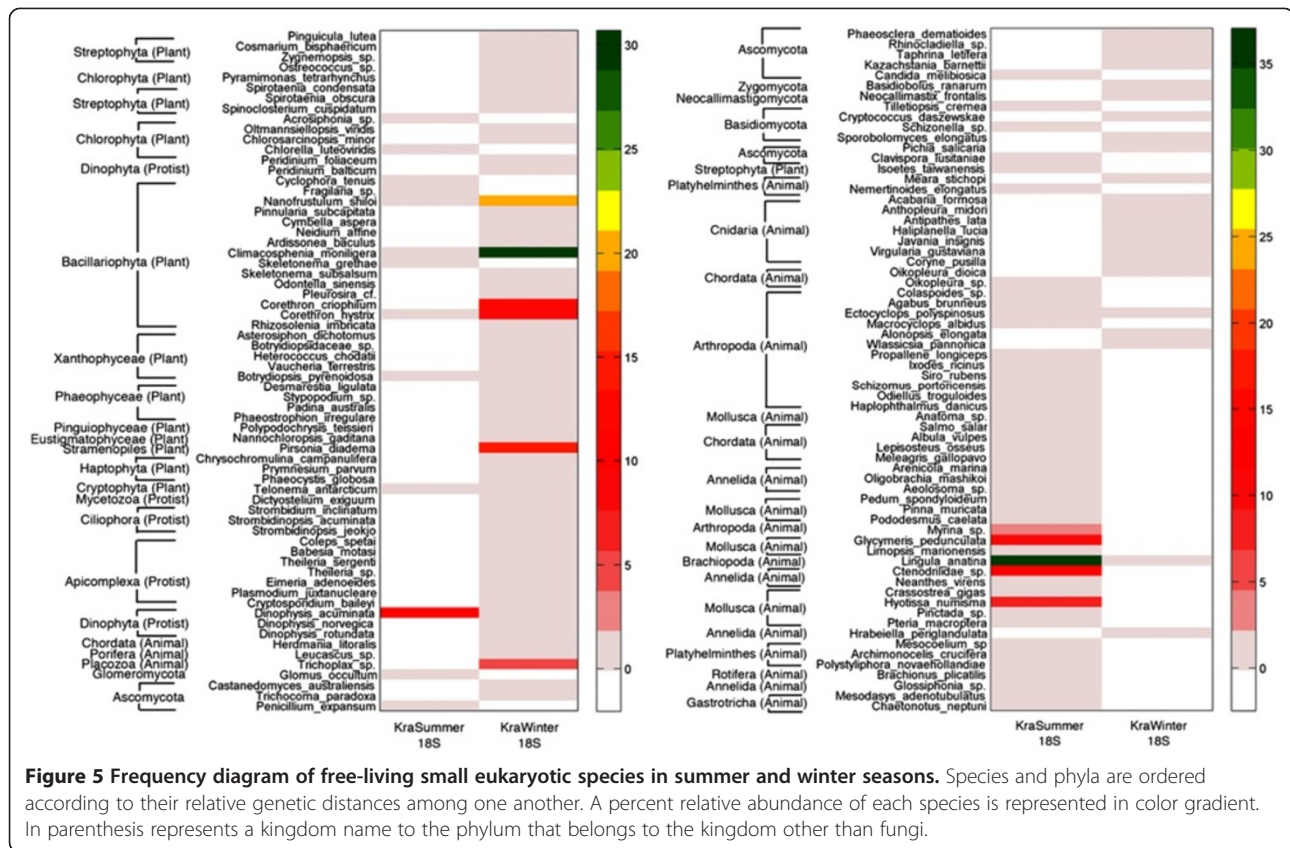 Streptophyta (Plant)
Chlorophyta (Plant)
Streptophyta (Plant)
Chlorophyta (Plant)
Dinophyta (Protist)
Bacillariophyta (Plant)
Xanthophyceae (Plant)
Phaeophyceae (Plant)
Pinguiophyceae (Plant)
Eustigmatophyceae (Plant)
Stramenopiles (Plant)
Haptophyta (Plant)
Cryptophyta (Plant)
Mycetozoa (Protist)
Ciliophora (Protist)
Apicomplexa (Protist)
Dinophyta (Protist)
Chordata (Animal)
Porifera (Animal)
Placozoa (Animal)
Glomeromycota
Ascomycota
Pinguicula_lutea
Cosmarium_bisphaericum
Zygnemopsis_sp.
Ostreococcus_sp.
Pyramimonas_tetrarhynchus
Spirotaenia_condensata
Spirotaenia_obscura
Spinoclosterium_cuspidatum
Acrosiphonia_sp.
Oltmannsiellopsis_viridis
Chlorosarcinopsis_minor
Chlorella_luteoviridis
Peridinium_foliaceum
Peridinium_balticum
Cyclophora_tenuis
Fragilaria_sp.
Nanofrustulum_shiloi
Pinnularia_subcapitata
Cymbella_aspera
Neidium_affine
Ardissonea_baculus
Climacosphenia_moniligera
Skeletonema_grethae
Skeletonema_subsalsum
Odontella_sinensis
Pleurosira_cf.
Corethron_criophilum
Corethron_hystrix
Rhizosolenia_imbricata
Asterosiphon_dichotomus
Botrydiopsidaceae_sp.
Heterococcus_chodatii
Vaucheria_terrestris
Botrydiopsis_pyrenoidosa
Desmarestia_ligulata
Stypopodium_sp.
Padina_australis
Phaeostrophion_irregulare
Polypodochrysis_teissieri
Nannochloropsis_gaditana
Pirsonia_diadema
Chrysochromulina_campanulifera
Prymnesium_parvum
Phaeocystis_globosa
Telonema_antarcticum
Dictyostelium_exiguum
Strombidium_inclinatum
Strombidinopsis_acuminata
Strombidinopsis_jeokjo
Coleps_spetai
Babesia_motasi
Theileria_sergenti
Theileria_sp.
Eimeria_adenoides
Plasmodium_juxtanucleare
Cryptosporidium_baileyi
Dinophysis_acuminata
Dinophysis_norvegica
Dinophysis_rotundata
Herdmania_litoralis
Leucascus_sp.
Trichoplax_sp.
Glomus_occultum
Castanedomyces_australiensis
Trichocoma_paradoxa
Penicillium_expansum
KraSummer
18S
KraWinter
18S
30
25
20
15
10
5
0
Ascomycota
Zygomycota
Neocallimastigomycota
Basidiomycota
Ascomycota
Streptophyta (Plant)
Platyhelminthes (Animal)
Cnidaria (Animal)
Chordata (Animal)
Arthropoda (Animal)
Mollusca (Animal)
Chordata (Animal)
Annelida (Animal)
Mollusca (Animal)
Arthropoda (Animal)
Mollusca (Animal)
Brachiopoda (Animal)
Annelida (Animal)
Mollusca (Animal)
Annelida (Animal)
Platyhelminthes (Animal)
Rotifera (Animal)
Annelida (Animal)
Gastrotricha (Animal)
Phaeosclera_dematioides
Rhinocladiella_sp.
Taphrina_letifera
Kazachstania_barnettii
Candida_melibiosica
Basidiobolus_ranarum
Neocallimastix_frontalis
Tilletiopsis_cremea
Cryptococcus_daszewskae
Schizonella_sp.
Sporobolomyces_elongatus
Pichia_salicaria
Clavispora_lusitaniae
Isoetes_taiwanensis
Meara_stichopi
Nemertinoides_elongatus
Acabaria_formosa
Anthopleura_midori
Antipathes_lata
Haliplanella_lucia
Javania_insignis
Virgularia_gustaviana
Coryne_pusilla
Oikopleura_dioica
Oikopleura_sp.
Colaspoides_sp.
Agabus_brunneus
Ectocyclops_polyspinosus
Macrocyclops_albidus
Alonopsis_elongata
Wlassicsia_pannonica
Propallene_longiceps
Ixodes_ricinus
Siro_rubens
Schizomus_portoricensis
Odiellus_troguloides
Haplophthalmus_danicus
Anatoma_sp.
Salmo_salar
Albula_vulpes
Lepisosteus_osseus
Meleagris_gallopavo
Arenicola_marina
Oligobrachia_mashikoi
Aeolosoma_sp.
Pedum_spondyloideum
Pinna_muricata
Pododesmus_caelata
Myrina_sp.
Glycymeris_pedunculata
Limopsis_marionensis
Lingula_anatina
Ctenodrilidae_sp.
Neanthes_virens
Crassostrea_gigas
Hyotissa_numisma
Pinctada_sp.
Pteria_macroptera
Hrabeiella_periglandulata
Mesocoelium_sp.
Archimonocelis_crucifera
Polystyliphora_novaehollandiae
Brachionus_plicatilis
Glossiphonia_sp.
Mesodasys_adenotubulatus
Chaetonotus_neptuni
KraSummer
18S
KraWinter
18S
35
30
25
20
15
10
5
0
Figure 5 Frequency diagram of free-living small eukaryotic species in summer and winter seasons. Species and phyla are ordered
according to their relative genetic distances among one another. A percent relative abundance of each species is represented in color gradient.
In parenthesis represents a kingdom name to the phylum that belongs to the kingdom other than fungi.